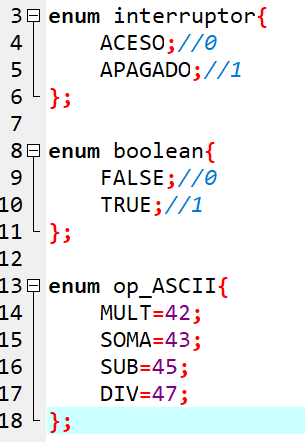 3 enum interruptor{
4 ACESO;//0
5 APAGADO;//1
6 };
7
8 enum boolean{
9 FALSE;//0
10 TRUE;//1
11 };
12
13 enum op_ASCII{
14 MULT=42;
15 SOMA=43;
16 SUB=45;
17 DIV=47;
18 };